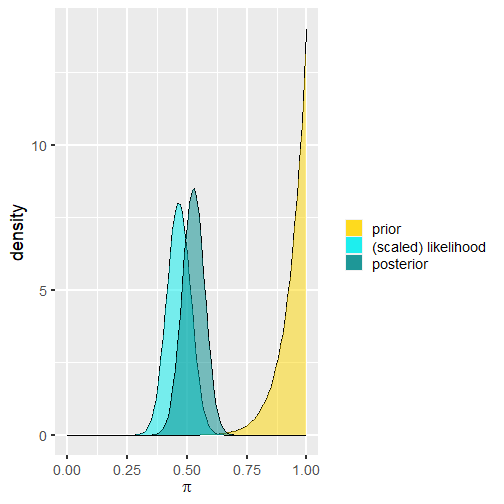 density
10
5
0
0.00 0.25 0.50 0.75 1.00
π
prior
(scaled) likelihood
posterior